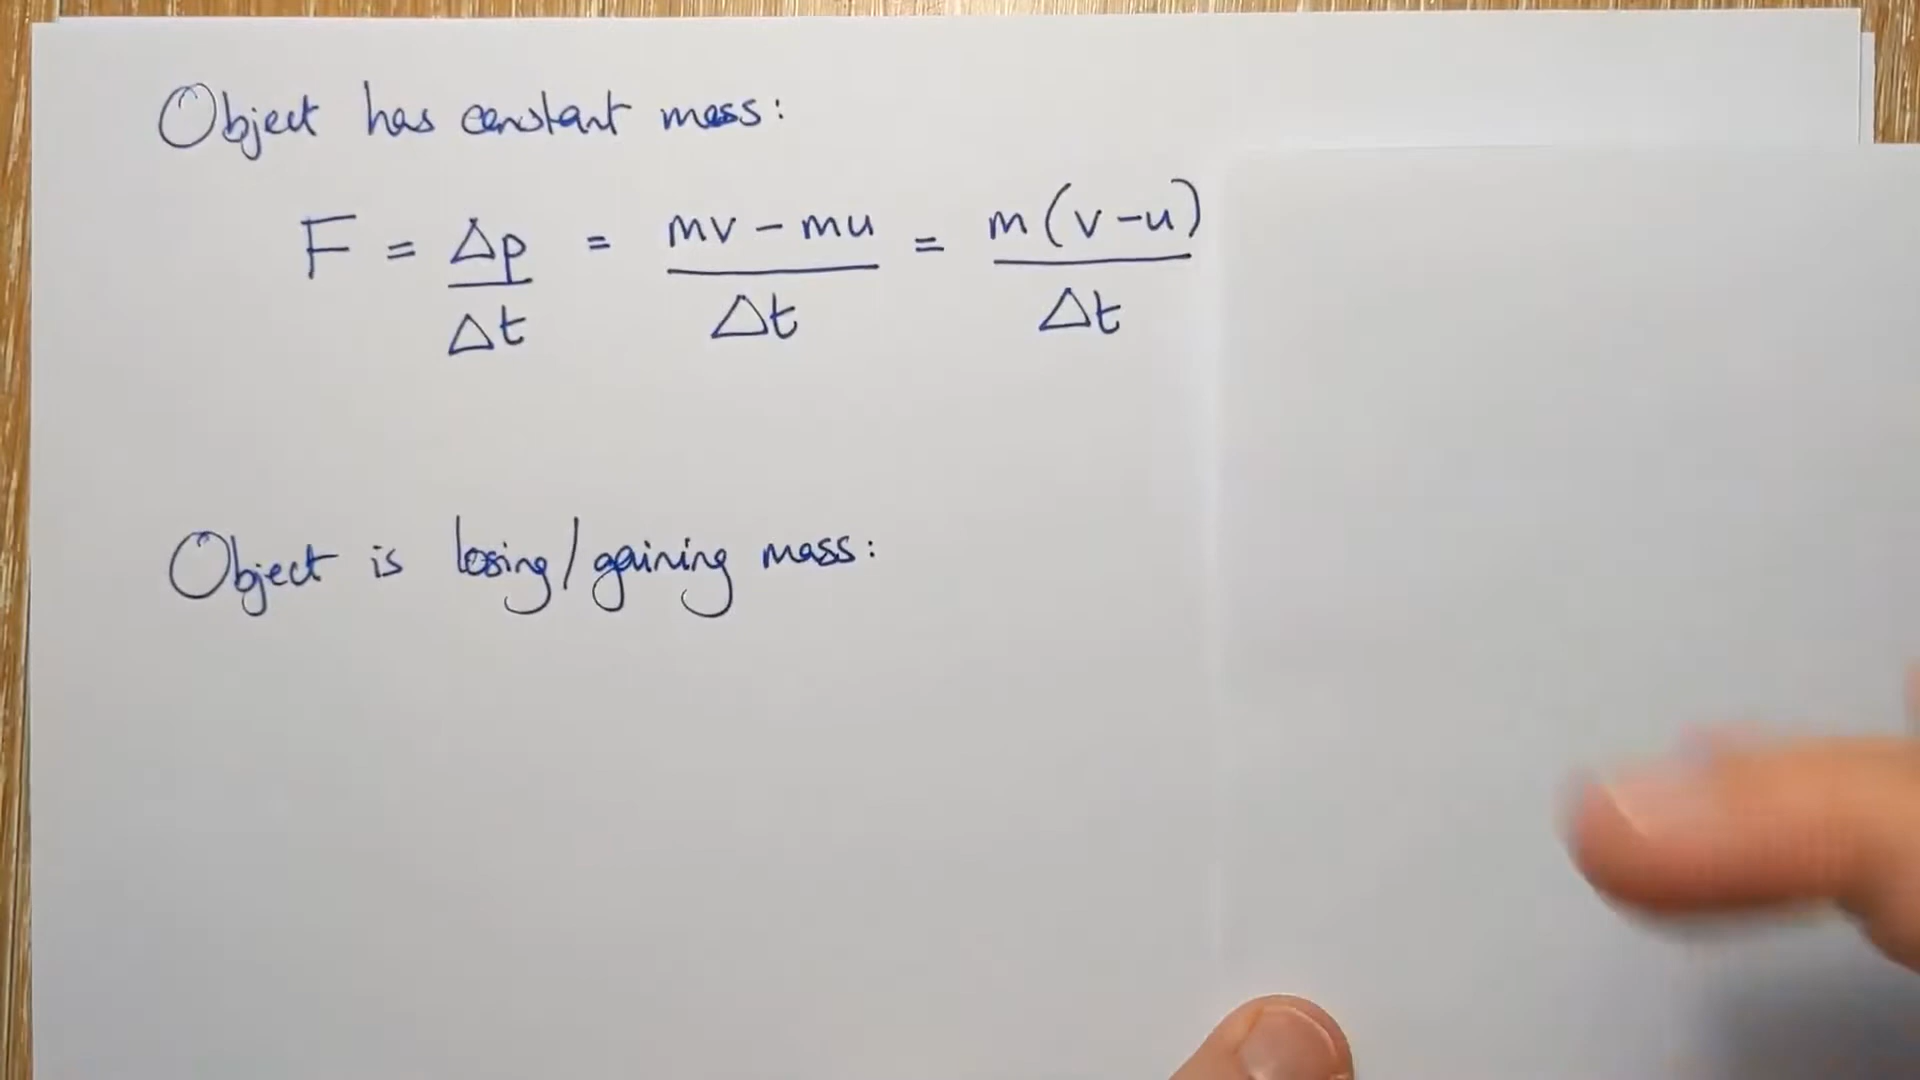 Object has constant mass:
F = Δp/Δt = mv - mu/Δt = m(v-u)/Δt
Object is losing/gaining mass: